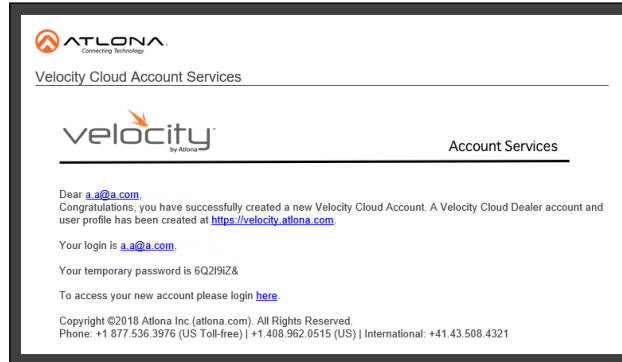 ATLONA.
Connecting Technology
Velocity Cloud Account Services
velocity
by Atlona
Account Services
Dear a.a@a.com,
Congratulations, you have successfully created a new Velocity Cloud Account. A Velocity Cloud Dealer account and
user profile has been created at https://velocity.atlona.com.
Your login is a.a@a.com,
Your temporary password is 6Q2I9iZ&
To access your new account please login here.
Copyright ©2018 Atlona Inc (atlona.com). All Rights Reserved.
Phone: +1 877.536.3976 (US Toll-free) | +1.408.962.0515 (US) | International: +41.43.508.4321